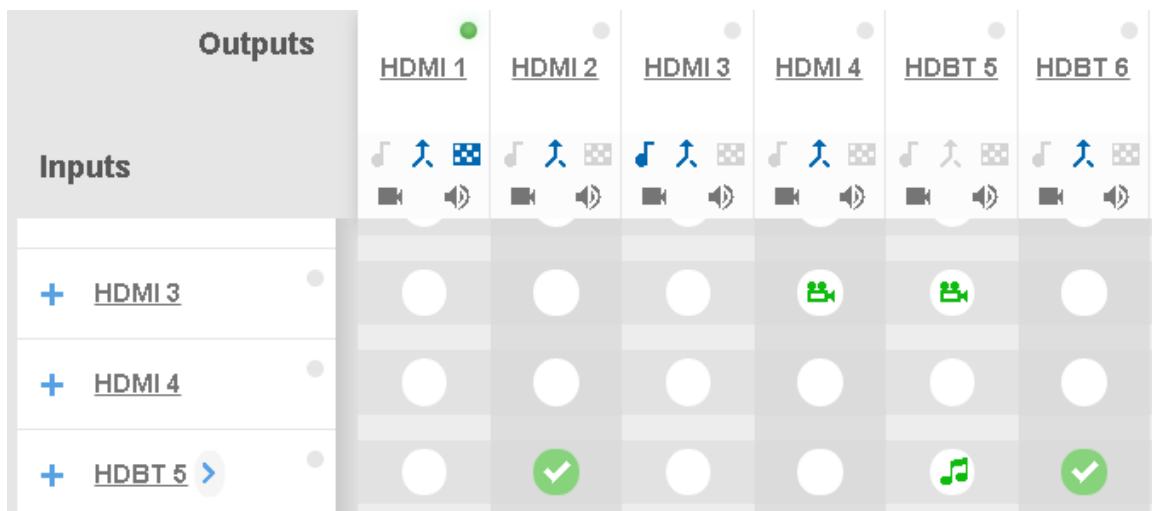 Outputs
HDMI 1 HDMI 2 HDMI 3 HDMI 4 HDBT 5 HDBT 6
Inputs
HDMI 3
HDMI 4
HDBT 5